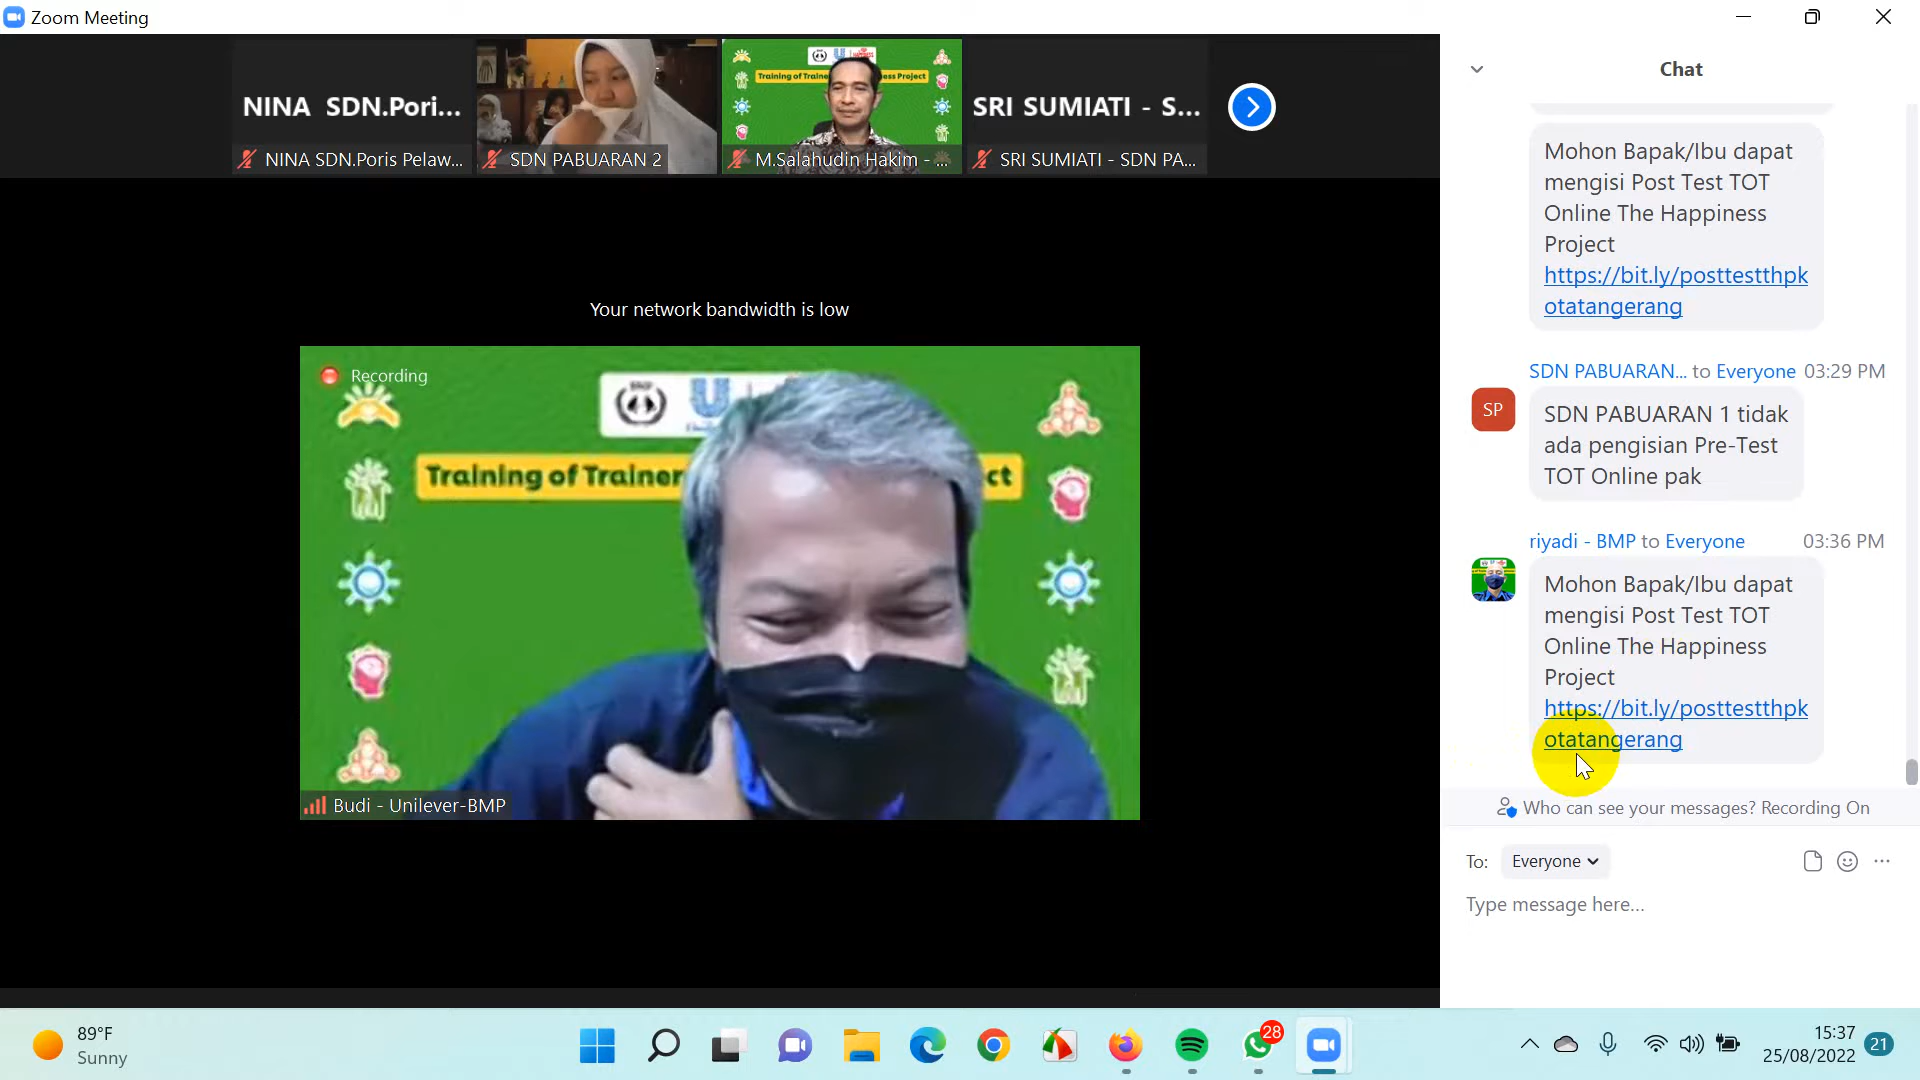 Zoom Meeting
NINA SDN.Pori...
NINA SDN.Poris Pelaw...
SDN PABUARAN 2
Training of Traine
ess Project
M.Salahudin Hakim - ...
SRI SUMIATI - S...
SRI SUMIATI - SDN PA...
Your network bandwidth is low
Recording
Training of Trainer
ct
Budi - Unilever-BMP
Chat
Mohon Bapak/Ibu dapat
mengisi Post Test TOT
Online The Happiness
Project
https://bit.ly/posttestthpk
otatangerang
SDN PABUARAN... to Everyone 03:29 PM
SP
SDN PABUARAN 1 tidak
ada pengisian Pre-Test
TOT Online pak
riyadi - BMP to Everyone 03:36 PM
Mohon Bapak/Ibu dapat
mengisi Post Test TOT
Online The Happiness
Project
https://bit.ly/posttestthpk
otatangerang
Who can see your messages? Recording On
To: Everyone
Type message here...
89°F
Sunny
28
15:37
25/08/2022
21